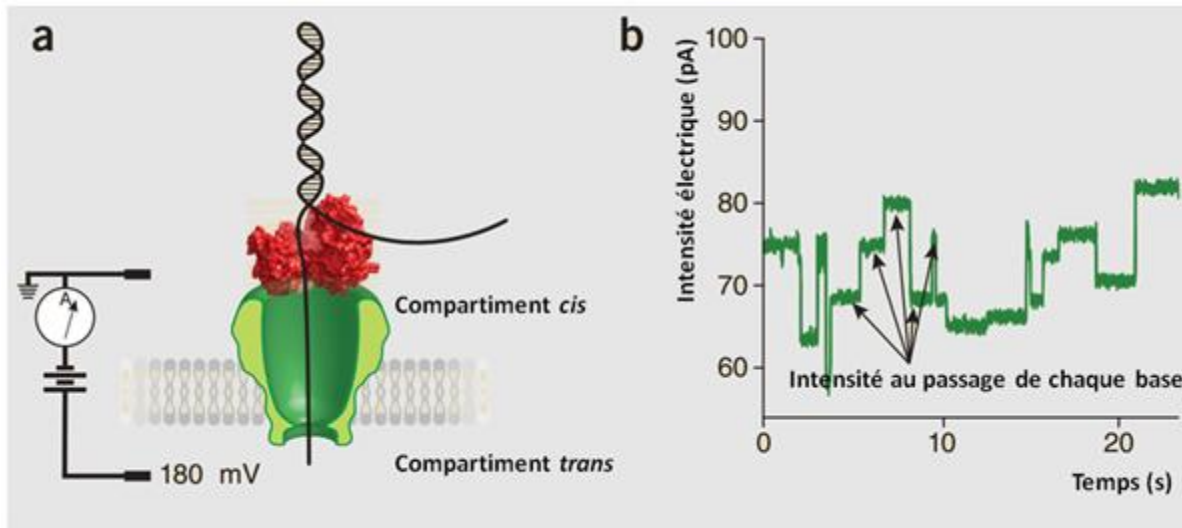 a
A
Compartiment cis
Compartiment trans
180 mV
b
Intensité électrique (pA)
100
90
80
70
60
Intensité au passage de chaque base
0
10
20
Temps (s)